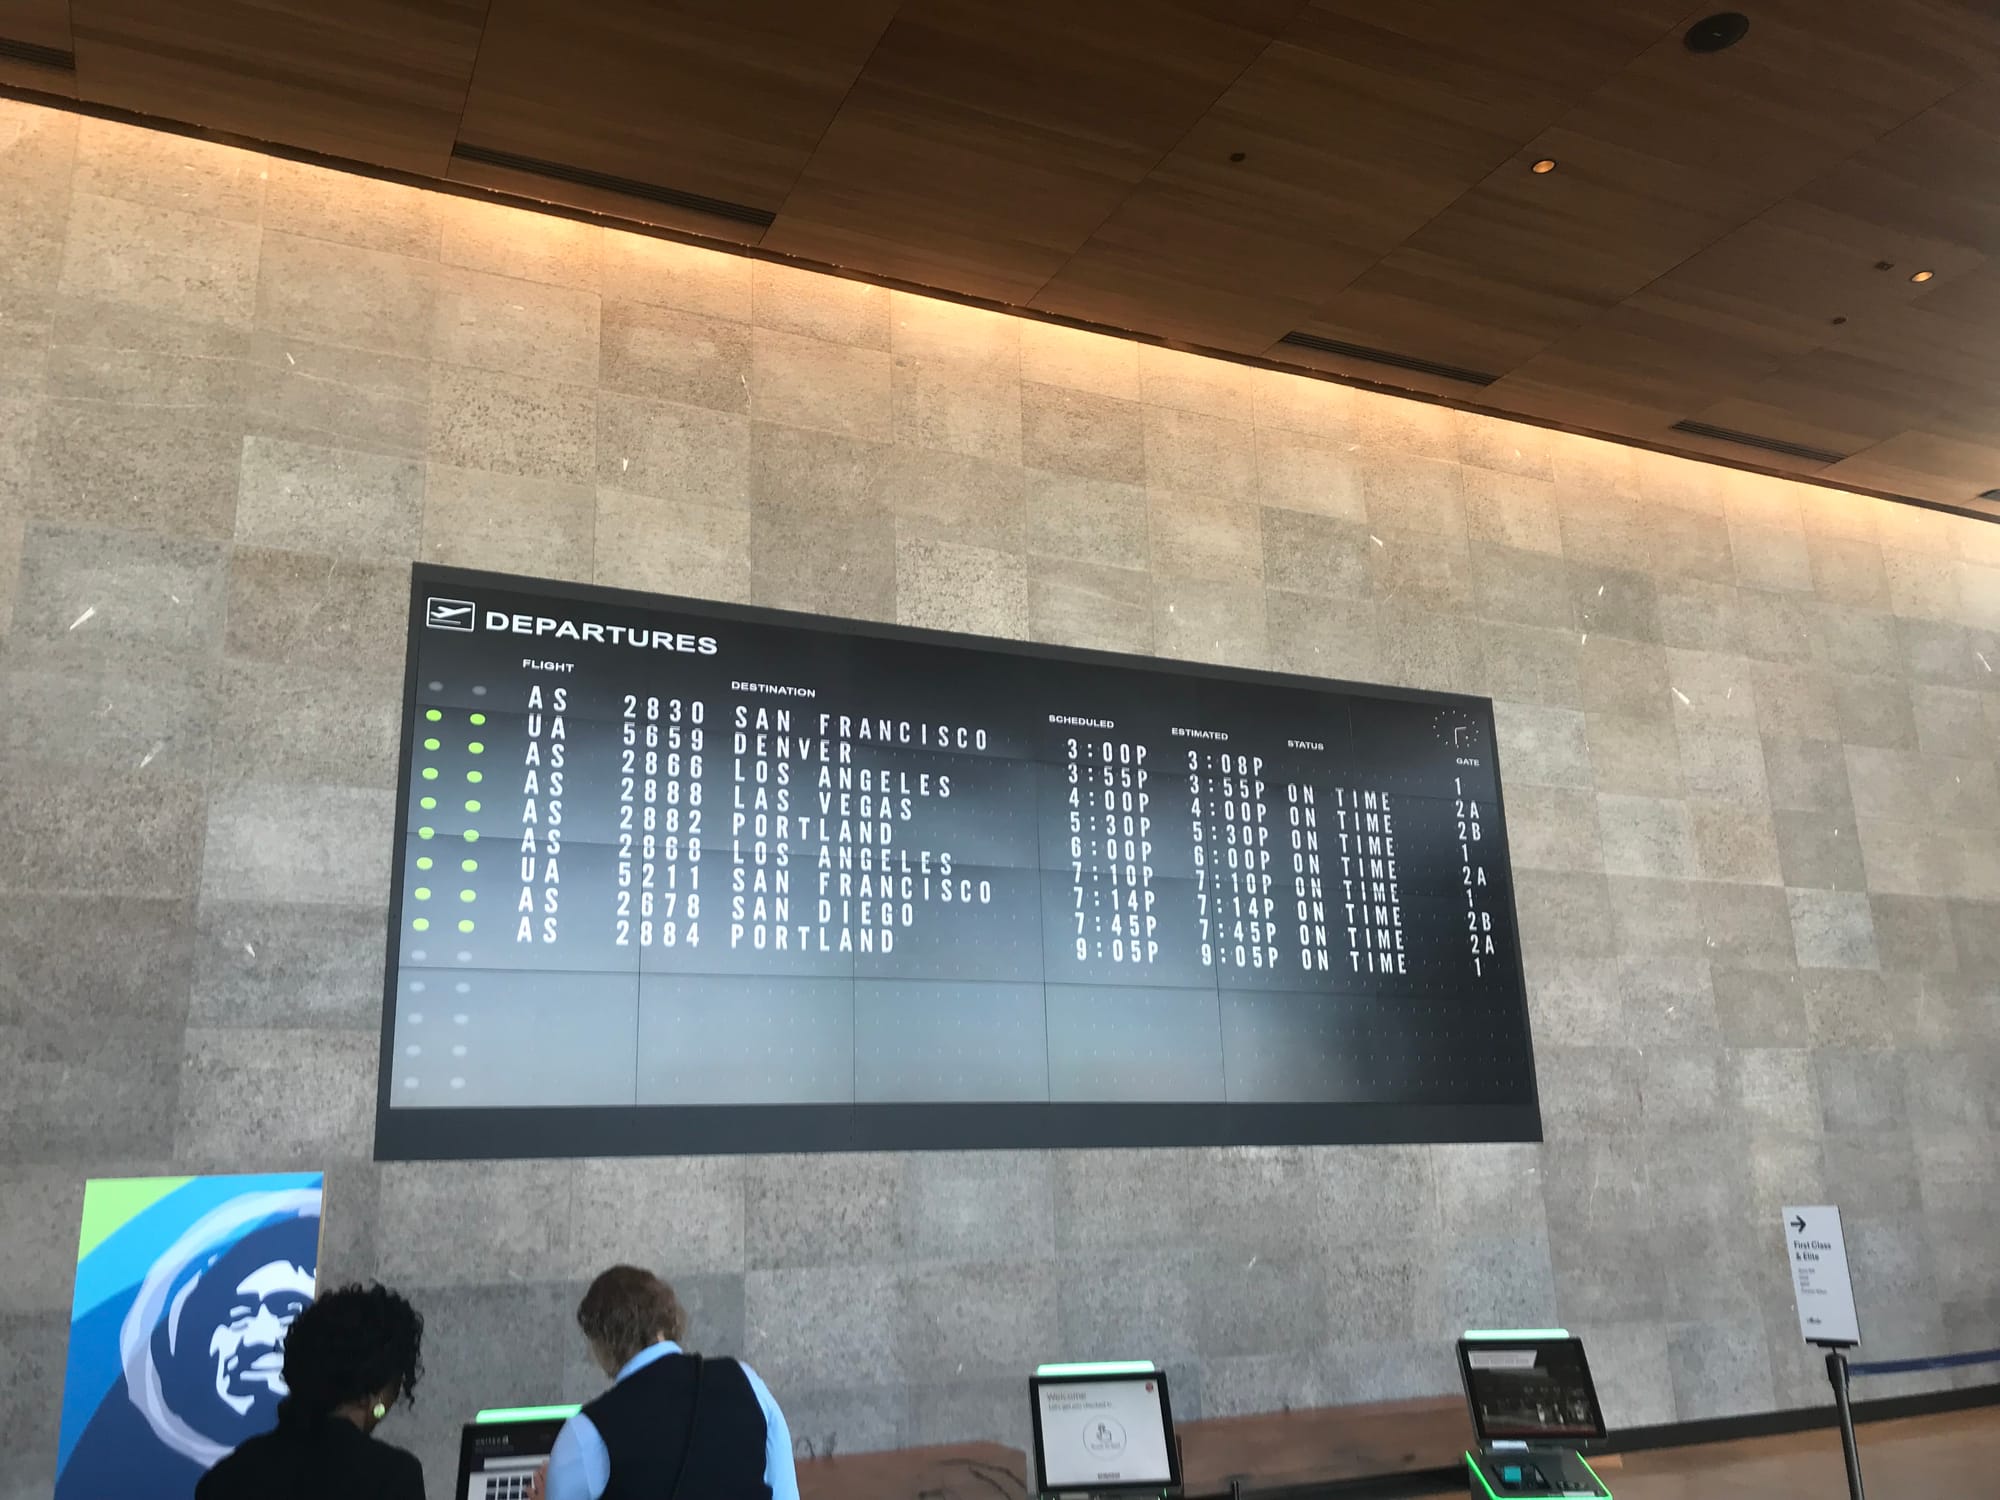 DEPARTURES
FLIGHT DESTINATION SCHEDULED ESTIMATED STATUS GATE
AS 2830 SAN FRANCISCO 3:00P 3:08P 1
UA 5659 DENVER 3:55P 3:55P ON TIME 2A
AS 2866 LOS ANGELES 4:00P 4:00P ON TIME 2B
AS 2888 LAS VEGAS 5:30P 5:30P ON TIME 1
AS 2882 PORTLAND 6:00P 6:00P ON TIME 2A
AS 2868 LOS ANGELES 7:10P 7:10P ON TIME 1
UA 5211 SAN FRANCISCO 7:14P 7:14P ON TIME 2B
AS 2678 SAN DIEGO 7:45P 7:45P ON TIME 2A
AS 2884 PORTLAND 9:05P 9:05P ON TIME 1
First Class
& Elite
UNITED
Welcome